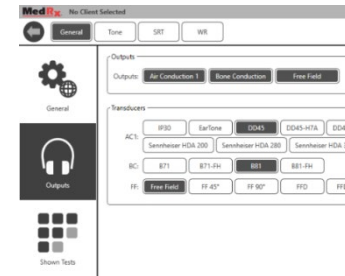 MedRx No Client Selected
General Tone SRT WR
Outputs
Outputs: Air Conduction 1 Bone Conduction Free Field
General
Transducers
AC1: IP30 EarTone DD45 DD45-H7A
Sennheiser HDA 200 Sennheiser HDA 280 Sennheiser HDA
BC: B71 B71-FH B81 B81-FH
Outputs
FF: Free Field FF 45° FF 90° FFD
Shown Tests